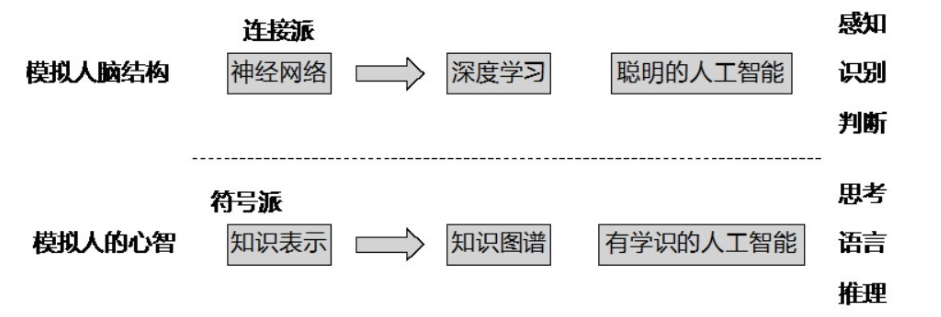 连接派
感知
模拟人脑结构 神经网络 深度学习 聪明的人工智能 识别
判断
符号派
思考
模拟人的心智 知识表示 知识图谱 有学识的人工智能 语言
推理